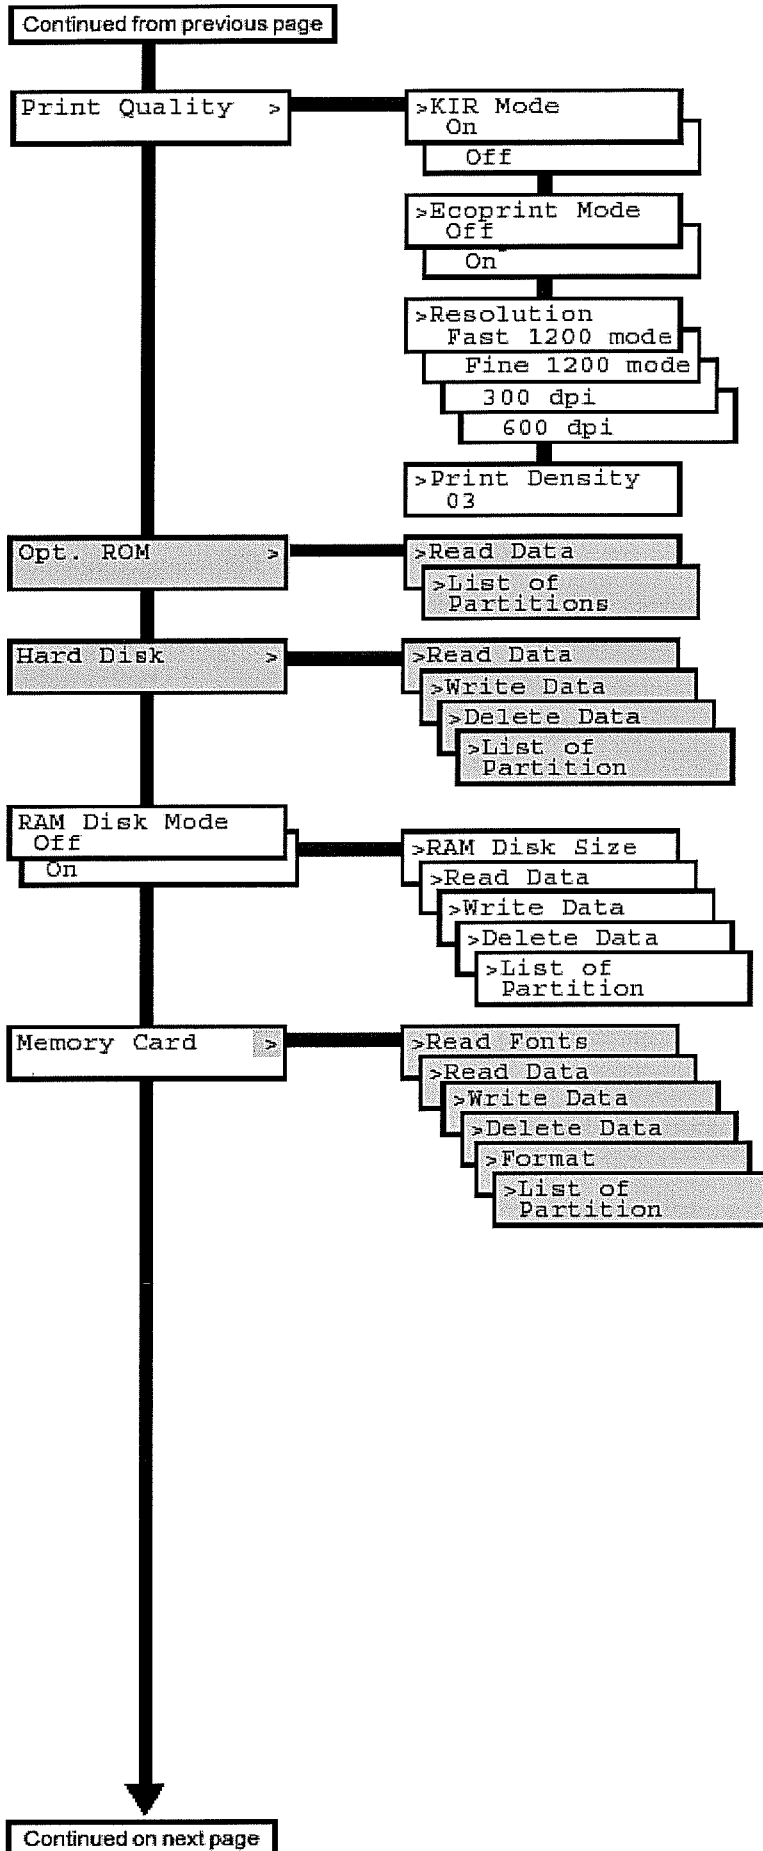 Continued from previous page
Print Quality >
>KIR Mode
On
Off
>Ecoprint Mode
Off
On
>Resolution
Fast 1200 mode
Fine 1200 mode
300 dpi
600 dpi
>Print Density
03
Opt. ROM >
>Read Data
>List of
Partitions
Hard Disk >
>Read Data
>Write Data
>Delete Data
>List of
Partition
RAM Disk Mode
Off
On
>RAM Disk Size
>Read Data
>Write Data
>Delete Data
>List of
Partition
Memory Card >
>Read Fonts
>Read Data
>Write Data
>Delete Data
>Format
>List of
Partition
Continued on next page